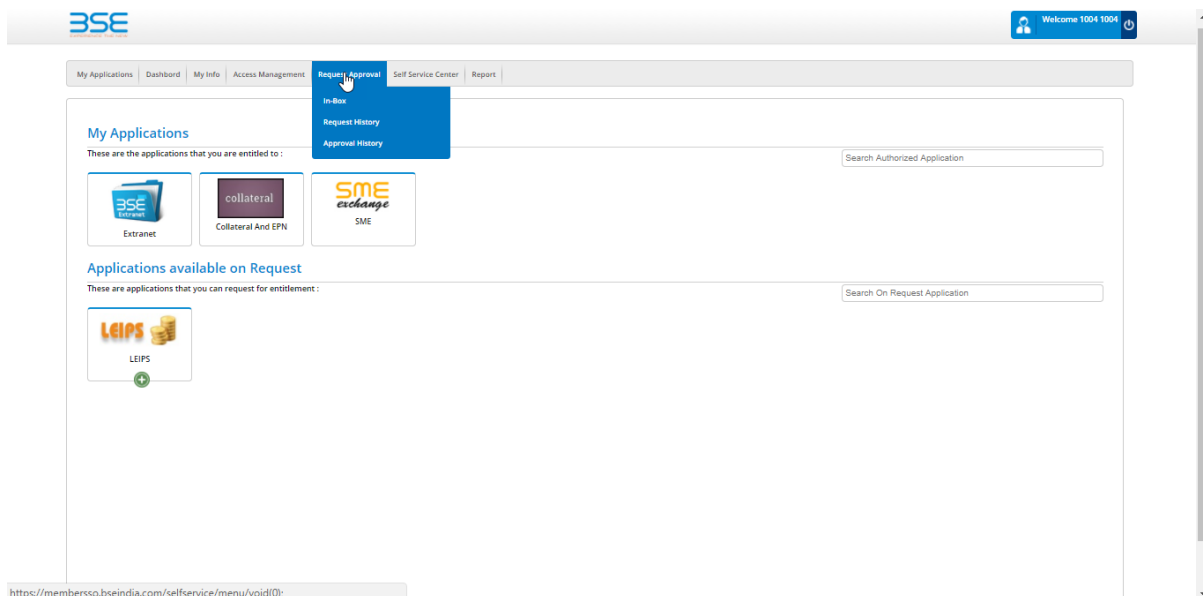 BSE
Welcome 1004 1004
My Applications Dashbord My Info Access Management Request Approval Self Service Center Report
In-Box
Request History
Approval History
My Applications
These are the applications that you are entitled to :
Search Authorized Application
BSE
Extranet
collateral
SME
exchange
Extranet
Collateral And EPN
SME
Applications available on Request
These are applications that you can request for entitlement :
Search On Request Application
LEIPS
LEIPS
https://membersso.bseindia.com/selfservice/menu/void(0);